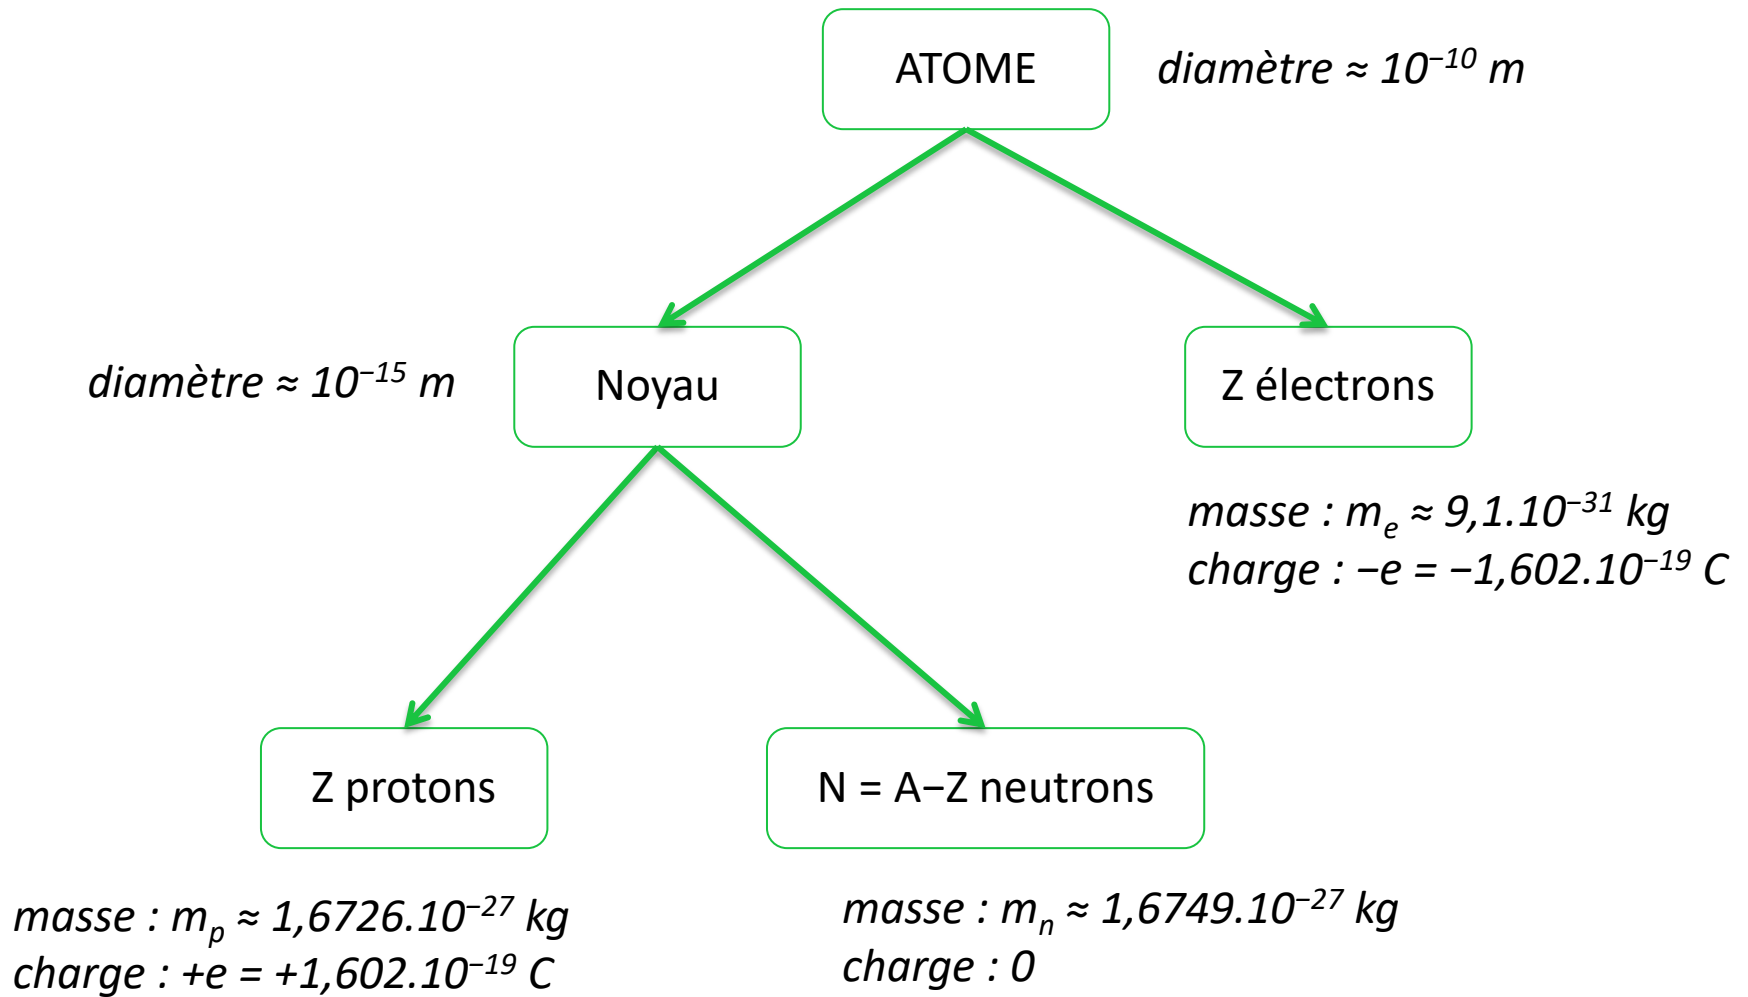 ATOME
diamètre ≈ 10⁻¹⁰ m
diamètre ≈ 10⁻¹⁵ m
Noyau
Z électrons
masse : mₑ ≈ 9,1.10⁻³¹ kg
charge : −e = −1,602.10⁻¹⁹ C
Z protons
N = A−Z neutrons
masse : mₚ ≈ 1,6726.10⁻²⁷ kg
charge : +e = +1,602.10⁻¹⁹ C
masse : mₙ ≈ 1,6749.10⁻²⁷ kg
charge : 0